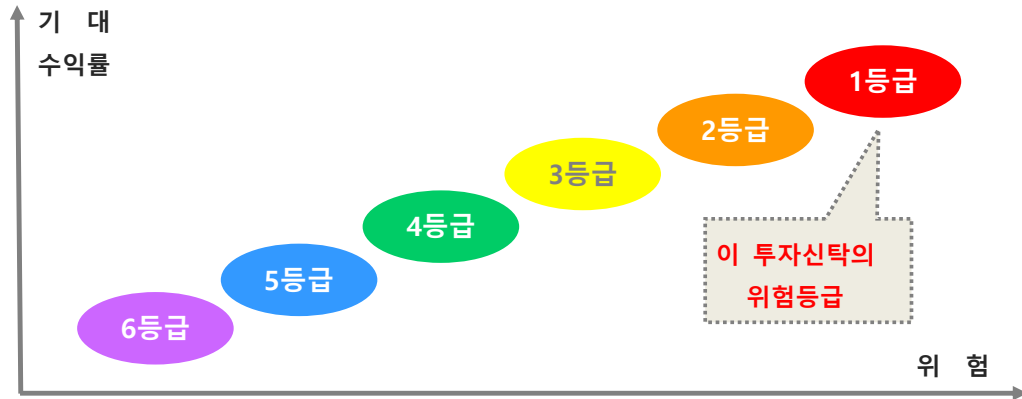 기 대
수익률
1등급
2등급
3등급
4등급
이 투자신탁의
위험등급
5등급
6등급
위 험